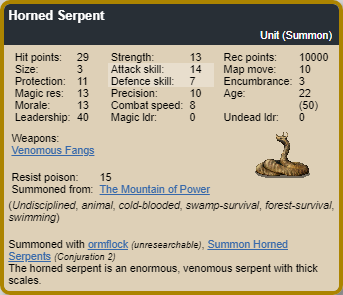 Horned Serpent
Unit (Summon)
Hit points: 29 Strength: 13 Rec points: 10000
Size: 3 Attack skill: 14 Map move: 10
Protection: 11 Defence skill: 7 Encumbrance: 3
Magic res: 13 Precision: 10 Age: 22
Morale: 13 Combat speed: 8 (50)
Leadership: 40 Magic ldr: 0 Undead ldr: 0
Weapons:
Venomous Fangs
Resist poison: 15
Summoned from: The Mountain of Power
(Undisciplined, animal, cold-blooded, swamp-survival, forest-survival,
swimming)
Summoned with ormflock (unresearchable), Summon Horned
Serpents (Conjuration 2)
The horned serpent is an enormous, venomous serpent with thick
scales.